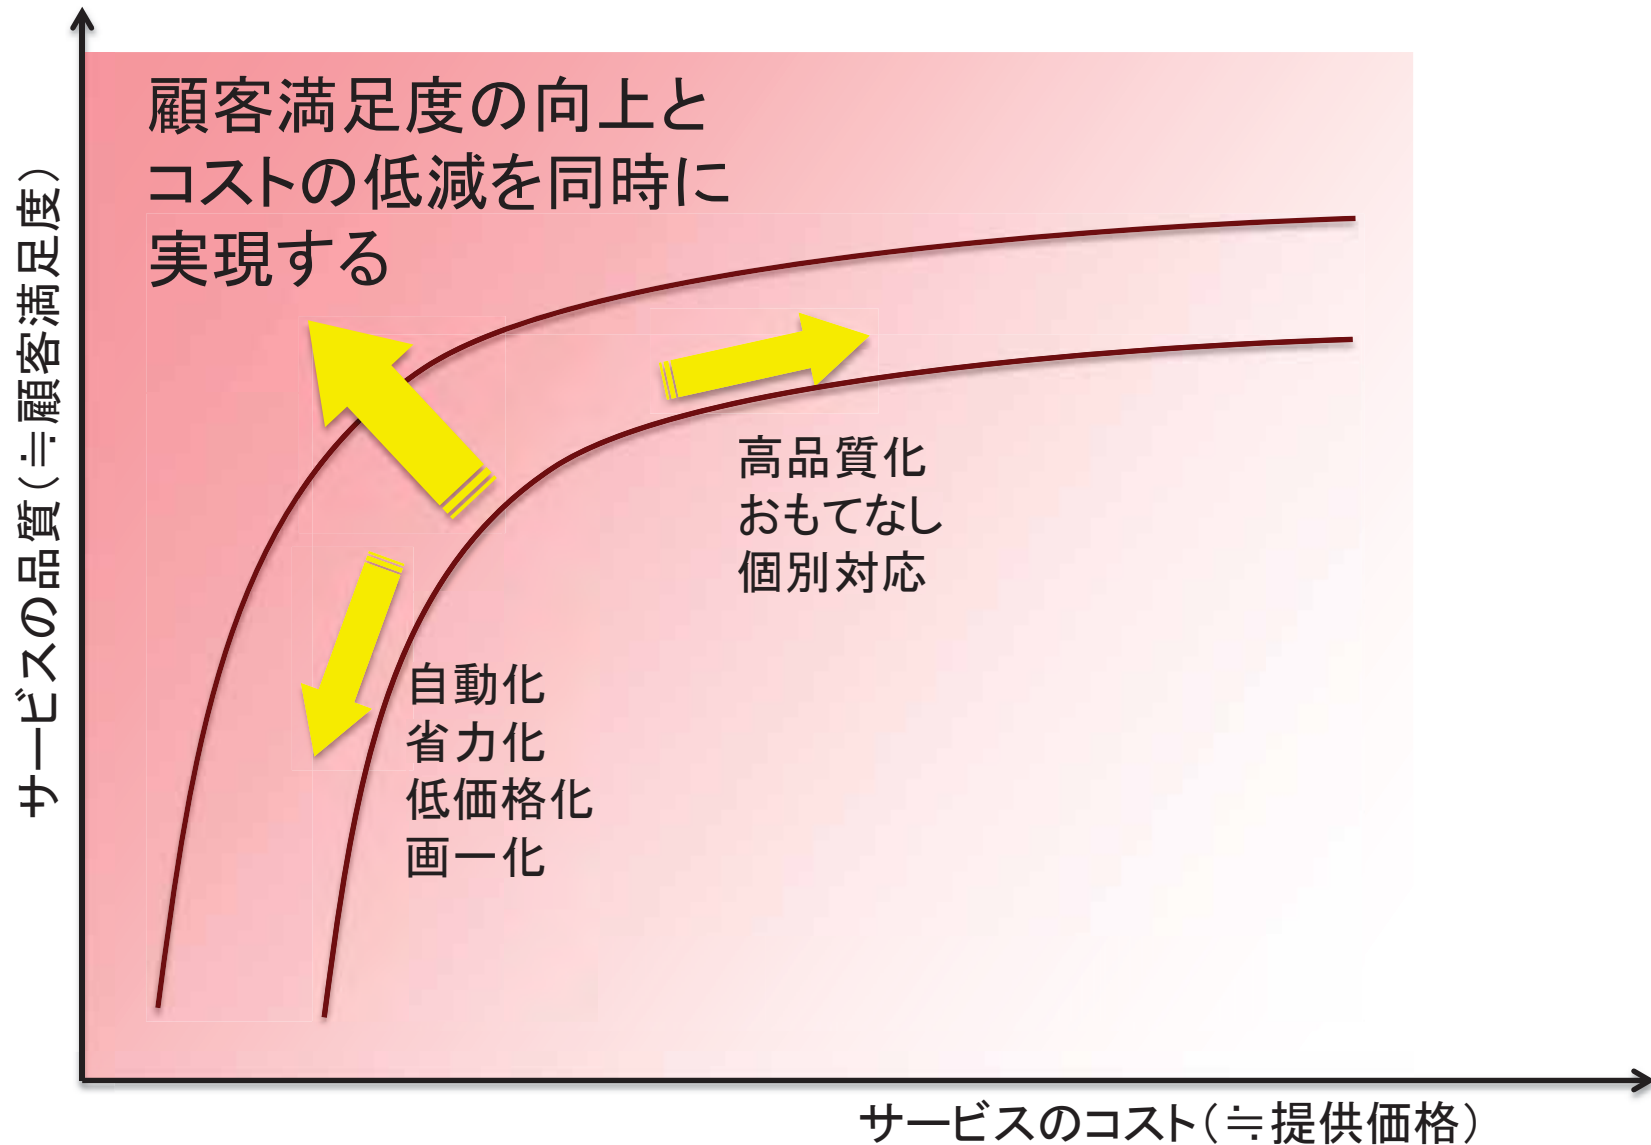 顧客満足度の向上と
コストの低減を同時に
実現する
サービスの品質(≒顧客満足度)
高品質化
おもてなし
個別対応
自動化
省力化
低価格化
画一化
サービスのコスト(≒提供価格)